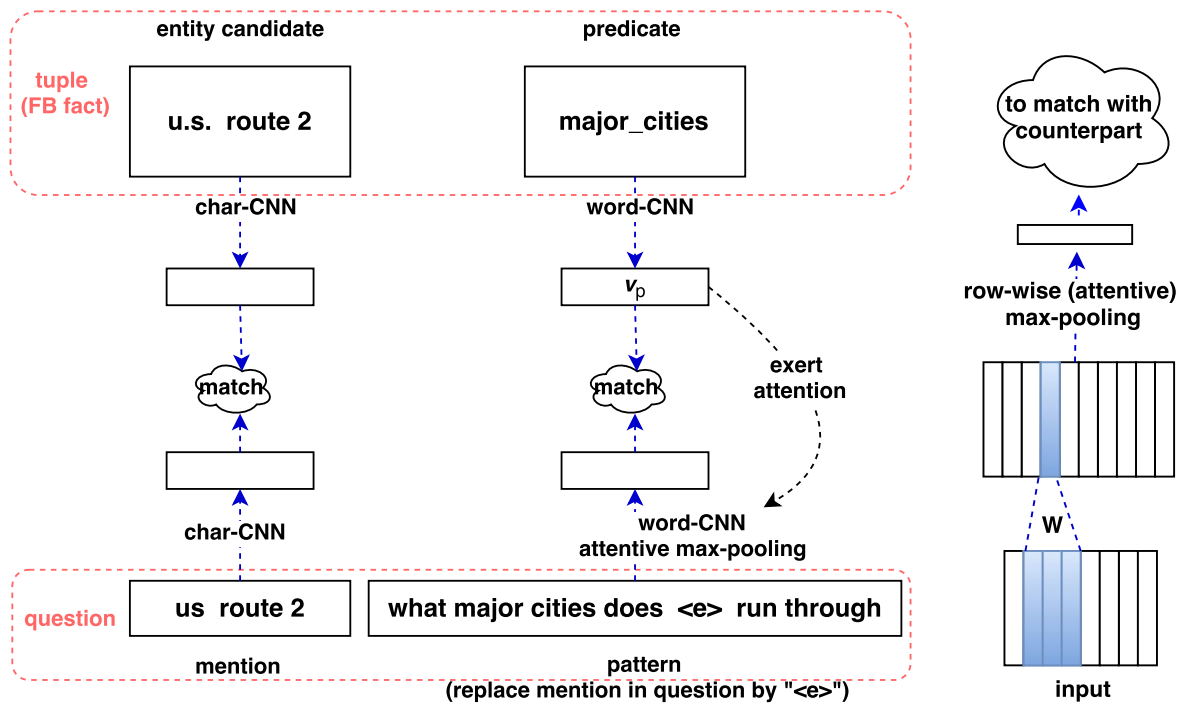 entity candidate
predicate
tuple
(FB fact)
u.s. route 2
major_cities
to match with
counterpart
char-CNN
word-CNN
vp
row-wise (attentive)
max-pooling
match
match
exert
attention
char-CNN
word-CNN
attentive max-pooling
W
question
us route 2
what major cities does <e> run through
mention
pattern
(replace mention in question by "<e>")
input